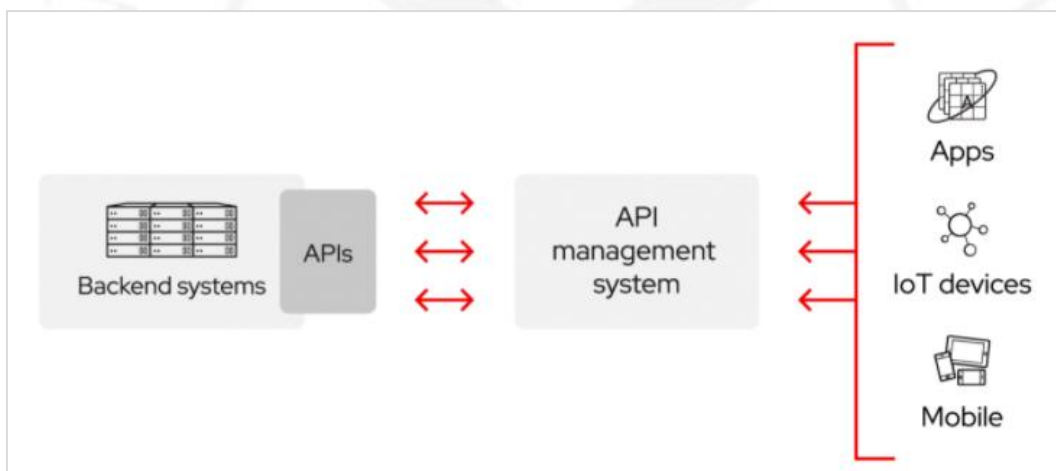 Backend systems
APIs
API
management
system
Apps
IoT devices
Mobile